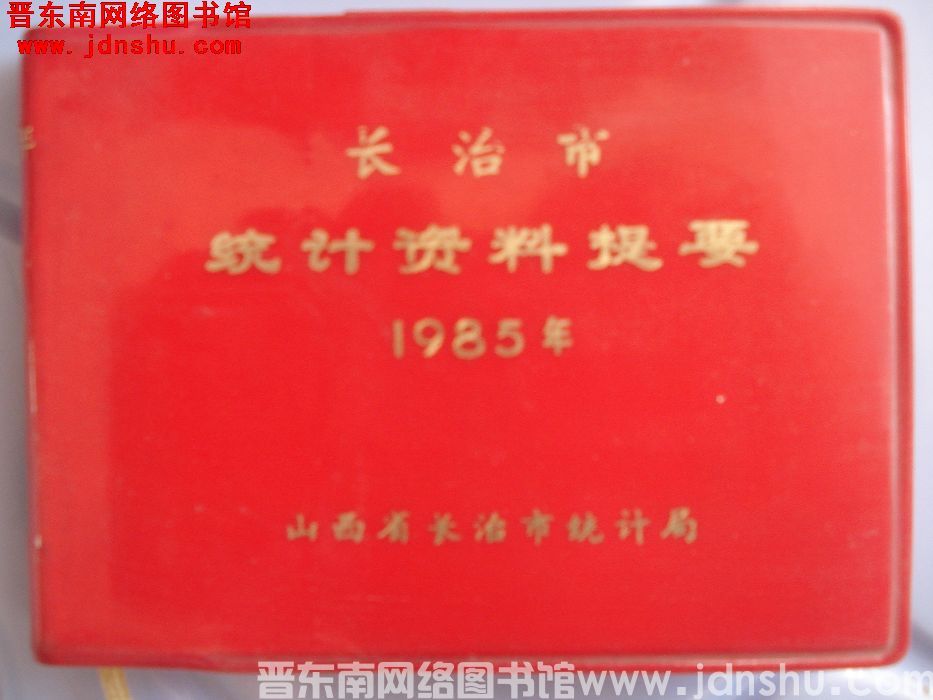 晋东南网络图书馆
www. jdnshu. com
长治市
统计资料提要
1985年
山西省长治市统计局
晋东南网络图书馆www. jdnshu. com